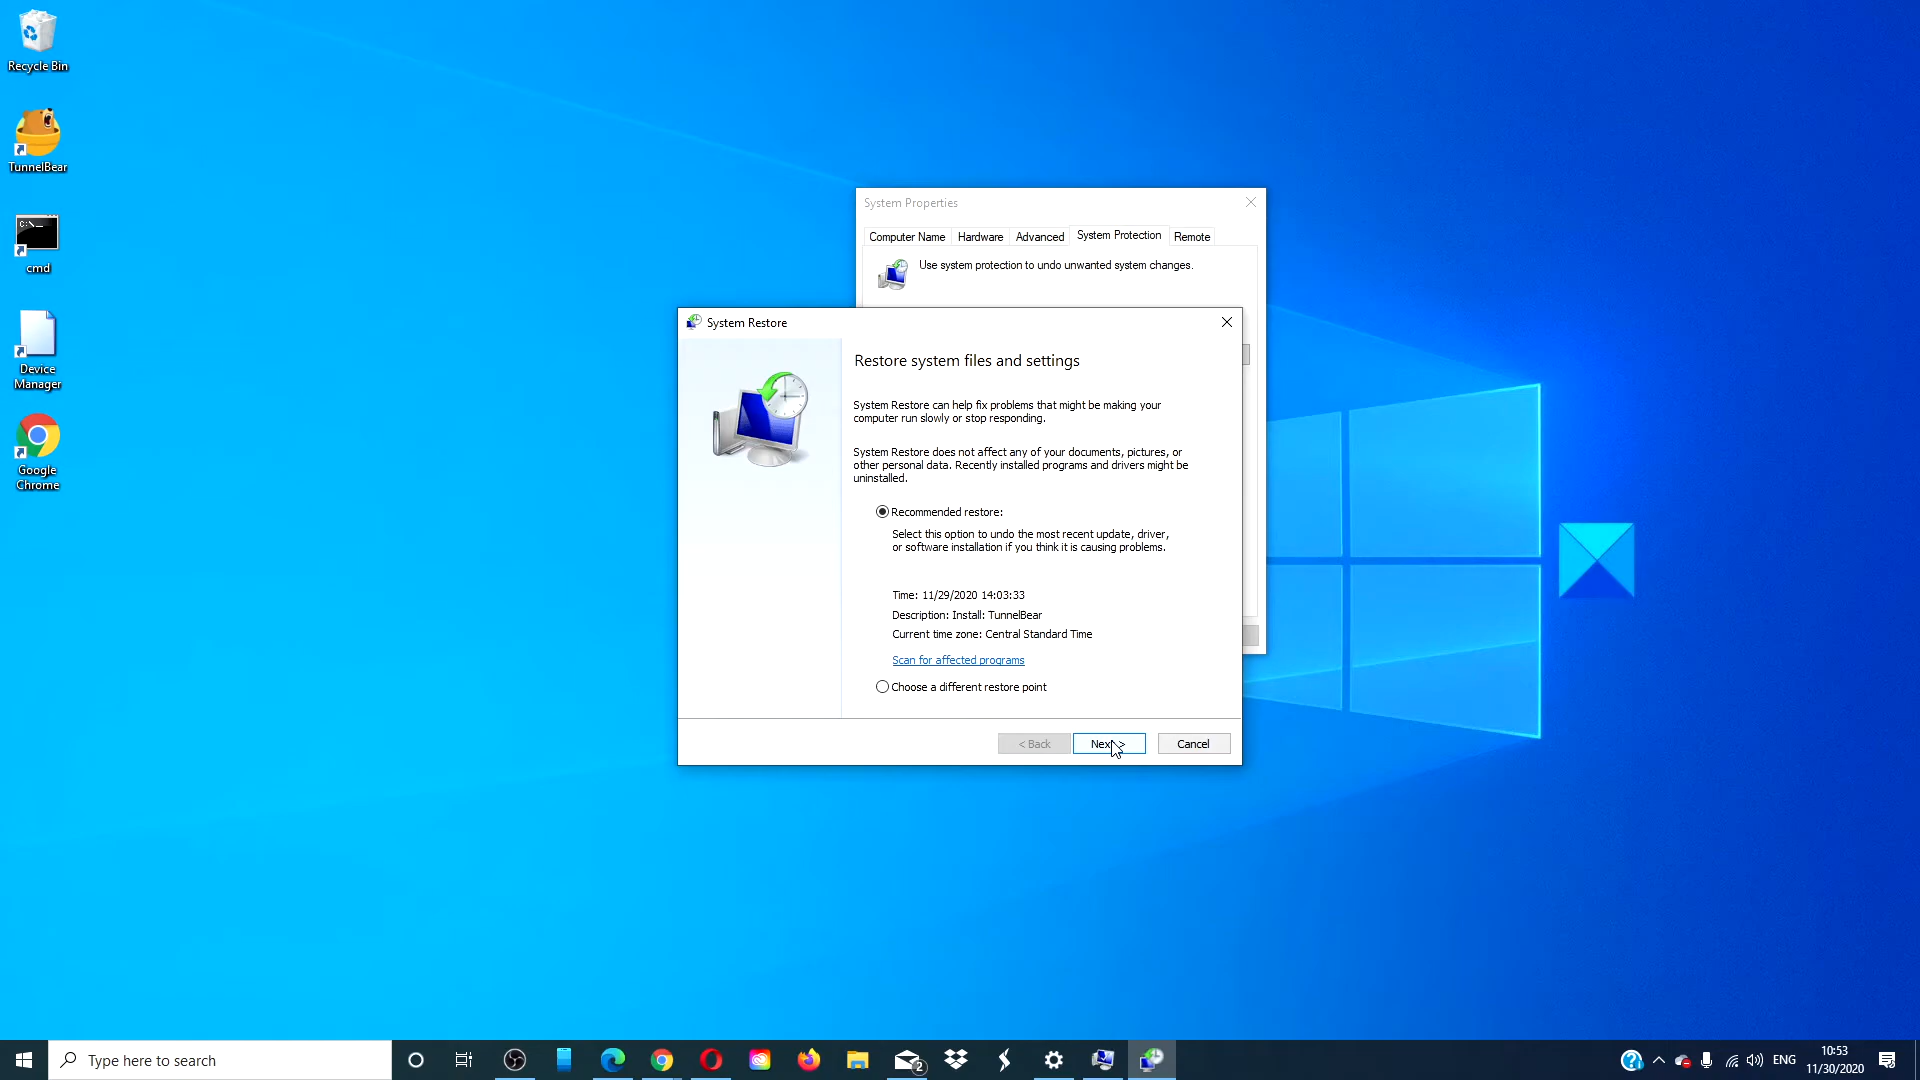 Recycle Bin
TunnelBear
C:\_
cmd
Device
Manager
Google
Chrome
System Properties
Computer Name
Hardware
Advanced
System Protection
Remote
Use system protection to undo unwanted system changes.
System Restore
Restore system files and settings
System Restore can help fix problems that might be making your
computer run slowly or stop responding.
System Restore does not affect any of your documents, pictures, or
other personal data. Recently installed programs and drivers might be
uninstalled.
Recommended restore:
Select this option to undo the most recent update, driver,
or software installation if you think it is causing problems.
Time: 11/29/2020 14:03:33
Description: Install: TunnelBear
Current time zone: Central Standard Time
Scan for affected programs
Choose a different restore point
< Back
Next >
Cancel
Type here to search
2
ENG
10:53
11/30/2020